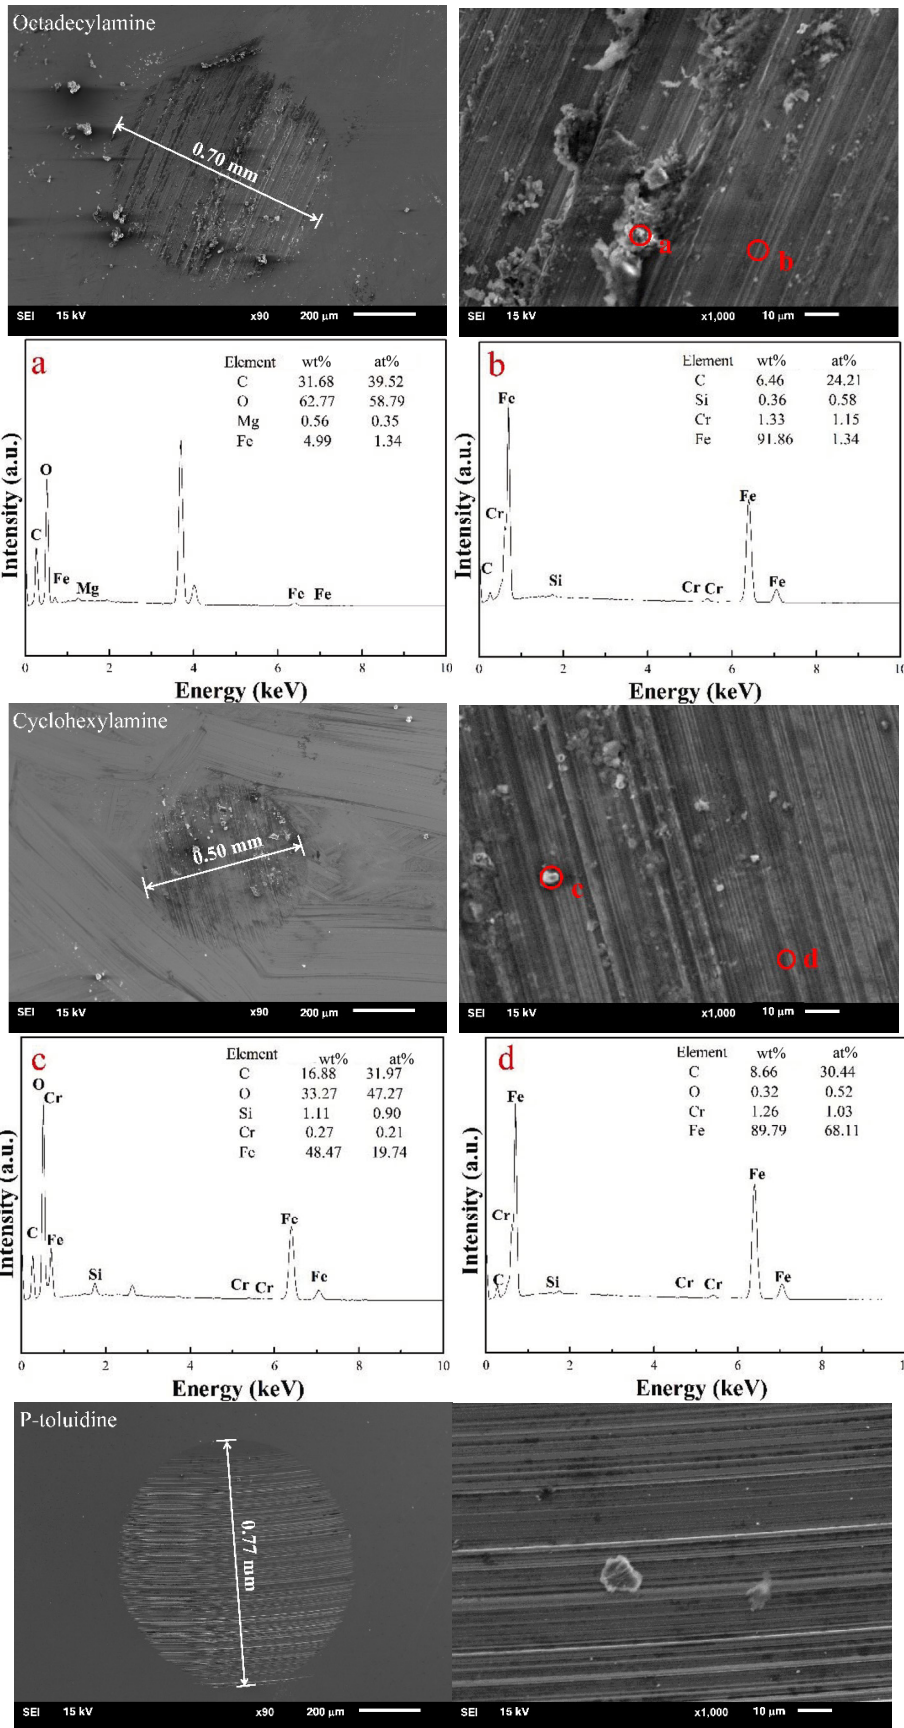 Octadecylamine
0.70 mm
a
b
SEI 15 kV x90 200 μm
SEI 15 kV x1,000 10 μm
a
Element wt% at%
C 31.68 39.52
O 62.77 58.79
Mg 0.56 0.35
Fe 4.99 1.34
O
C
Fe
Mg
Fe Fe
Intensity (a.u.)
0 2 4 6 8 10
Energy (keV)
b
Element wt% at%
C 6.46 24.21
Si 0.36 0.58
Cr 1.33 1.15
Fe 91.86 1.34
Fe
Cr
C
Si
Cr Cr
Fe
Fe
Intensity (a.u.)
0 2 4 6 8 10
Energy (keV)
Cyclohexylamine
0.50 mm
c
d
SEI 15 kV x90 200 μm
SEI 15 kV x1,000 10 μm
c
Element wt% at%
C 16.88 31.97
O 33.27 47.27
Si 1.11 0.90
Cr 0.27 0.21
Fe 48.47 19.74
O
Cr
C
Fe
Si
Cr Cr
Fe
Fe
Intensity (a.u.)
0 2 4 6 8 10
Energy (keV)
d
Element wt% at%
C 8.66 30.44
O 0.32 0.52
Cr 1.26 1.03
Fe 89.79 68.11
Fe
Cr
C
Si
Cr Cr
Fe
Fe
Intensity (a.u.)
0 2 4 6 8 1
Energy (keV)
P-toluidine
0.77 mm
SEI 15 kV x90 200 μm
SEI 15 kV x1,000 10 μm